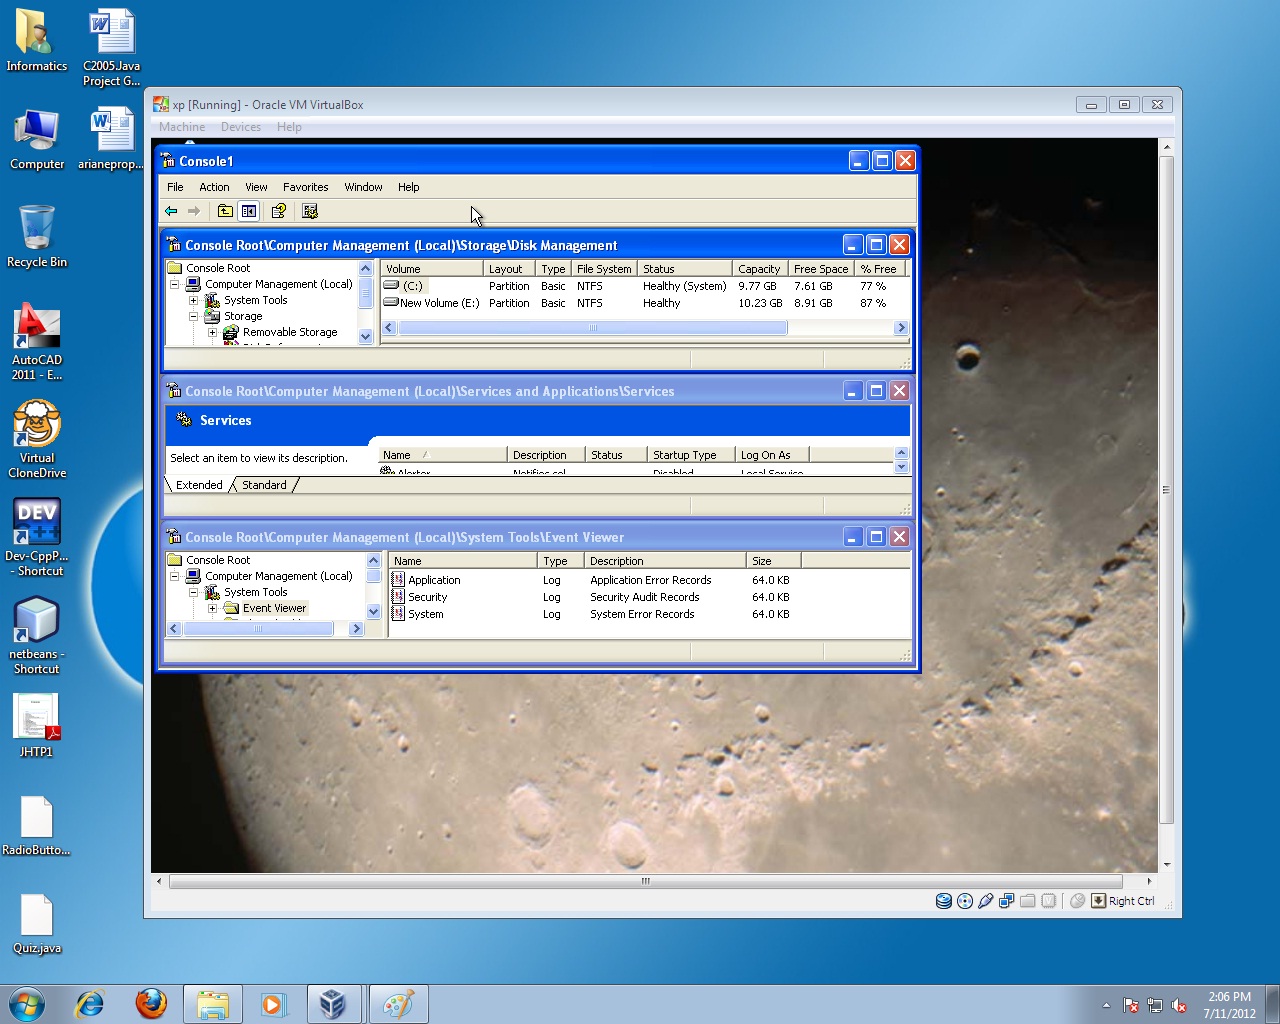 Informatics
C2005.Java
Project G...
Computer
arianeprop...
Recycle Bin
AutoCAD
2011 - E...
Virtual
CloneDrive
DEV
C++
Dev-CppP...
- Shortcut
netbeans -
Shortcut
JHTP1
RadioButto...
Quiz.java
xp [Running] - Oracle VM VirtualBox
Machine Devices Help
Console1
File Action View Favorites Window Help
Console Root\Computer Management (Local)\Storage\Disk Management
Console Root
Computer Management (Local)
System Tools
Storage
Removable Storage
Volume Layout Type File System Status Capacity Free Space % Free
(C:) Partition Basic NTFS Healthy (System) 9.77 GB 7.61 GB 77 %
New Volume (E:) Partition Basic NTFS Healthy 10.23 GB 8.91 GB 87 %
Console Root\Computer Management (Local)\Services and Applications\Services
Services
Select an item to view its description.
Name Description Status Startup Type Log On As
Alerter Notifies sel Disabled Local Service
Extended Standard
Console Root\Computer Management (Local)\System Tools\Event Viewer
Console Root
Computer Management (Local)
System Tools
Event Viewer
Name Type Description Size
Application Log Application Error Records 64.0 KB
Security Log Security Audit Records 64.0 KB
System Log System Error Records 64.0 KB
Right Ctrl
2:06 PM
7/11/2012